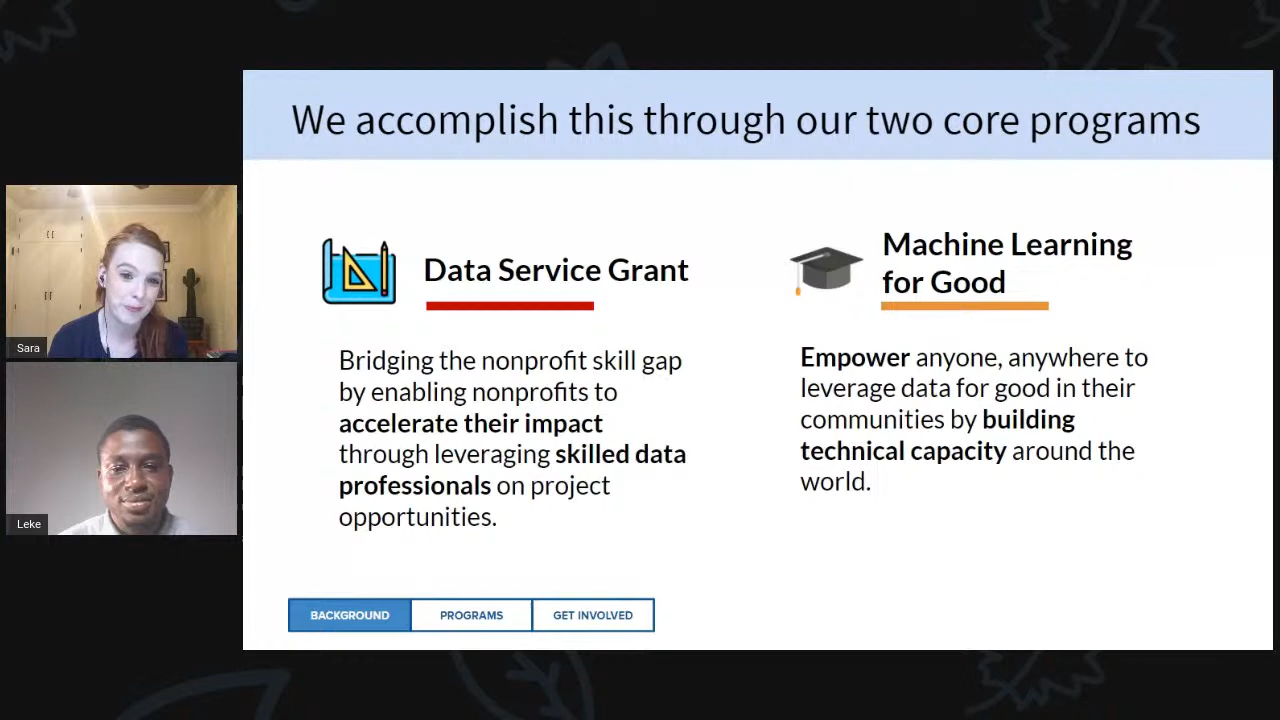 We accomplish this through our two core programs
Sara
Leke
Data Service Grant
Bridging the nonprofit skill gap
by enabling nonprofits to
accelerate their impact
through leveraging skilled data
professionals on project
opportunities.
Machine Learning
for Good
Empower anyone, anywhere to
leverage data for good in their
communities by building
technical capacity around the
world.
BACKGROUND
PROGRAMS
GET INVOLVED